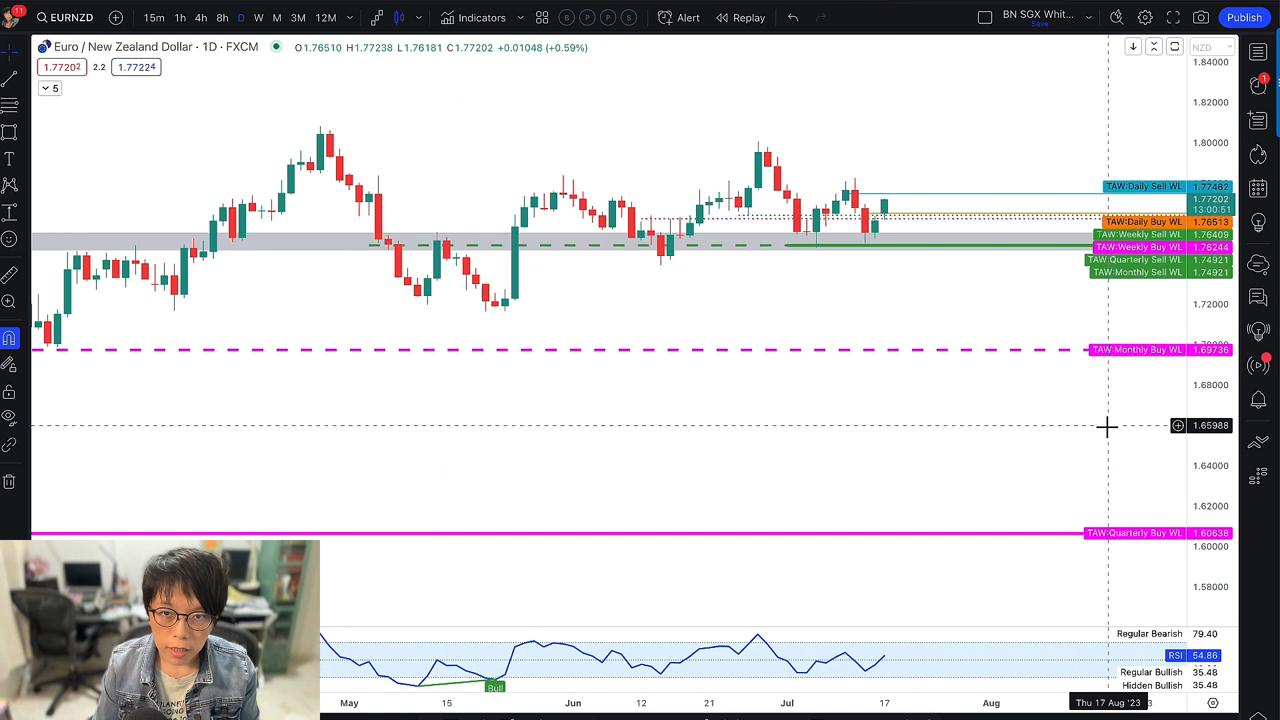 11
EURNZD
15m 1h 4h 8h D W M 3M 12M
Indicators
B P P S
Alert
Replay
BN SGX Whit...
Save
Publish
Euro / New Zealand Dollar · 1D · FXCM
O1.76510 H1.77238 L1.76181 C1.77202 +0.01048 (+0.59%)
1.77202 2.2 1.77224
5
NZD
1.84000
1.82000
1.80000
TAW:Daily Sell WL 1.77482
1.77202
13:00:51
TAW:Daily Buy WL 1.76513
TAW:Weekly Sell WL 1.76409
TAW:Weekly Buy WL 1.76244
TAW:Quarterly Sell WL 1.74921
TAW:Monthly Sell WL 1.74921
1.72000
TAW:Monthly Buy WL 1.69736
1.68000
1.65988
1.64000
1.62000
TAW:Quarterly Buy WL 1.60638
1.60000
1.58000
Regular Bearish 79.40
RSI 54.86
Regular Bullish 35.48
Hidden Bullish 35.48
Bull
May 15 Jun 12 21 Jul 17 Aug Thu 17 Aug '23
1